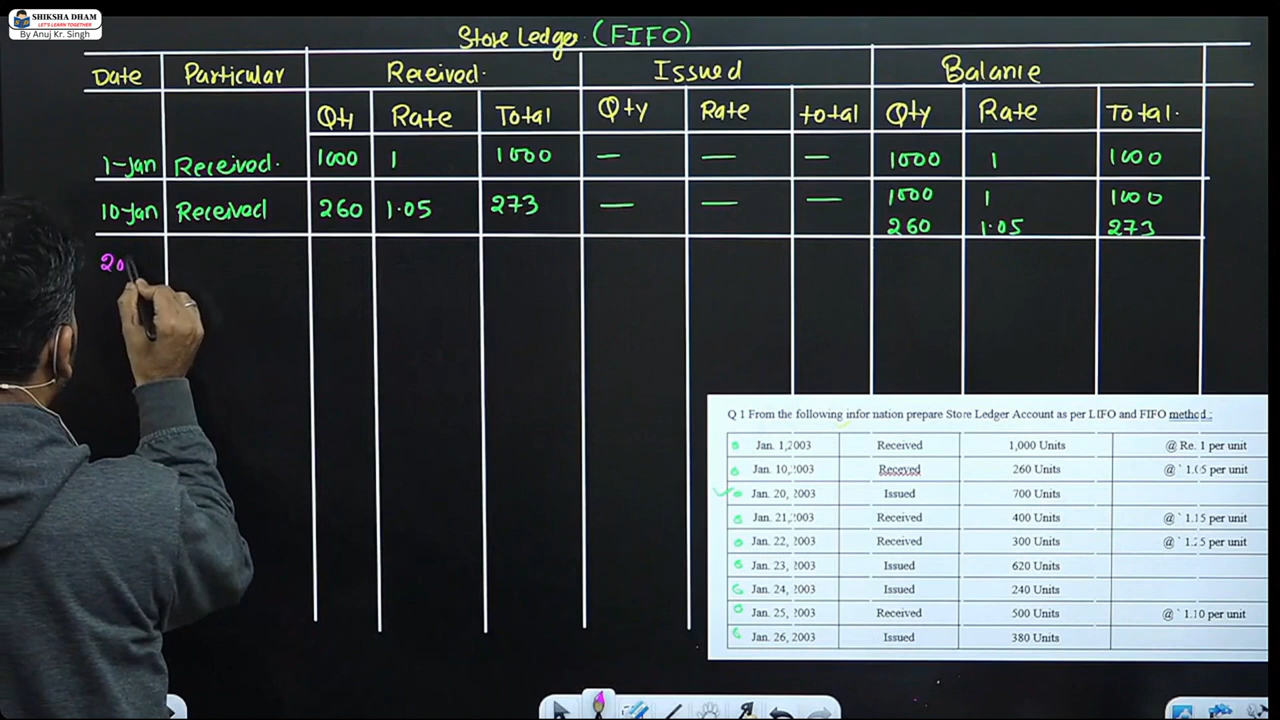 SHIKSHA DHAM
LET'S LEARN TOGETHER
By Anuj Kr. Singh
Store Ledger (FIFO)
Date Particular Received. Issued Balance
Qty Rate Total Qty Rate total Qty Rate Total.
1-Jan Received. 1000 1 1000 — — — 1000 1 1000
10-Jan Received 260 1.05 273 — — — 1000 1 1000
260 1.05 273
20
Q 1 From the following infor nation prepare Store Ledger Account as per LIFO and FIFO method :
Jan. 1,2003 Received 1,000 Units @ Re. 1 per unit
Jan. 10,2003 Receved 260 Units @ ` 1.05 per unit
Jan. 20, 2003 Issued 700 Units
Jan. 21,2003 Received 400 Units @ ` 1.15 per unit
Jan. 22, 2003 Received 300 Units @ ` 1.25 per unit
Jan. 23, 2003 Issued 620 Units
Jan. 24, 2003 Issued 240 Units
Jan. 25, 2003 Received 500 Units @ ` 1.10 per unit
Jan. 26, 2003 Issued 380 Units